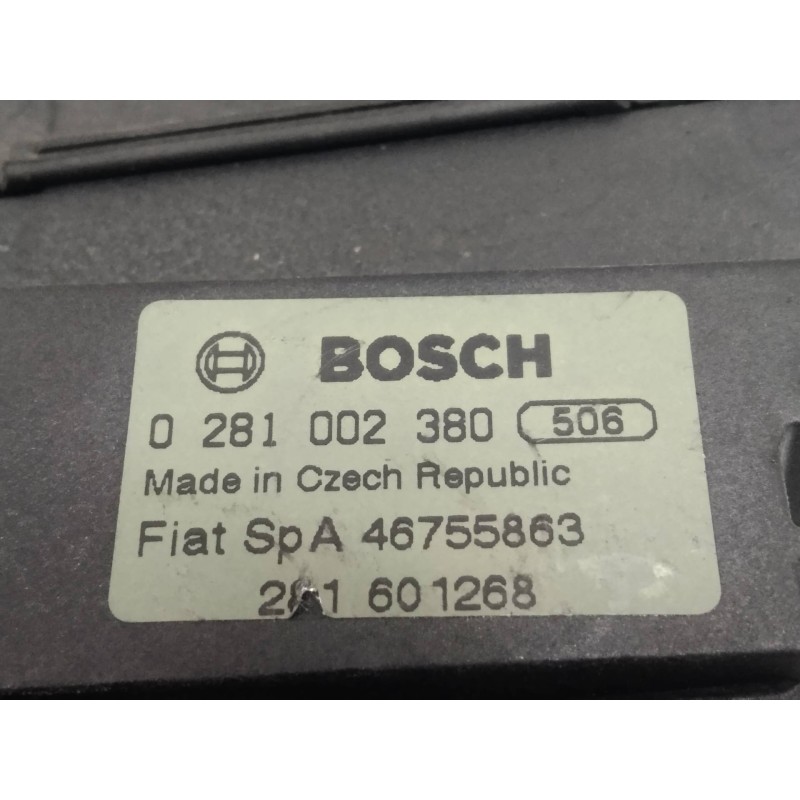 BOSCH
0 281 002 380 506
Made in Czech Republic
Fiat SpA 46755863
601268